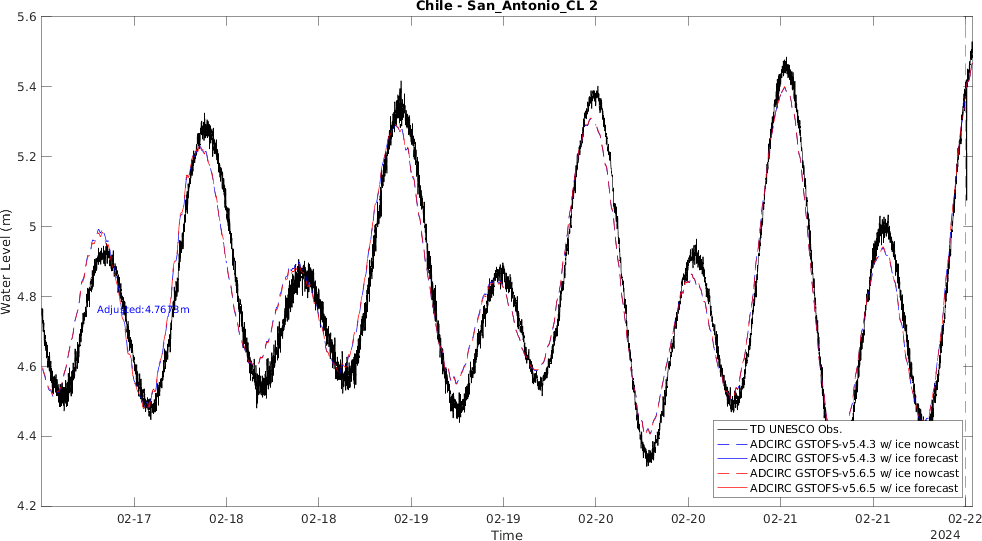 Chile - San_Antonio_CL 2
5.6
5.4
5.2
5
4.8
4.6
4.4
4.2
Water Level (m)
Adjusted:4.7673m
TD UNESCO Obs.
ADCIRC GSTOFS-v5.4.3 w/ ice nowcast
ADCIRC GSTOFS-v5.4.3 w/ ice forecast
ADCIRC GSTOFS-v5.6.5 w/ ice nowcast
ADCIRC GSTOFS-v5.6.5 w/ ice forecast
02-17 02-18 02-18 02-19 02-19 02-20 02-20 02-21 02-21 02-22
Time
2024